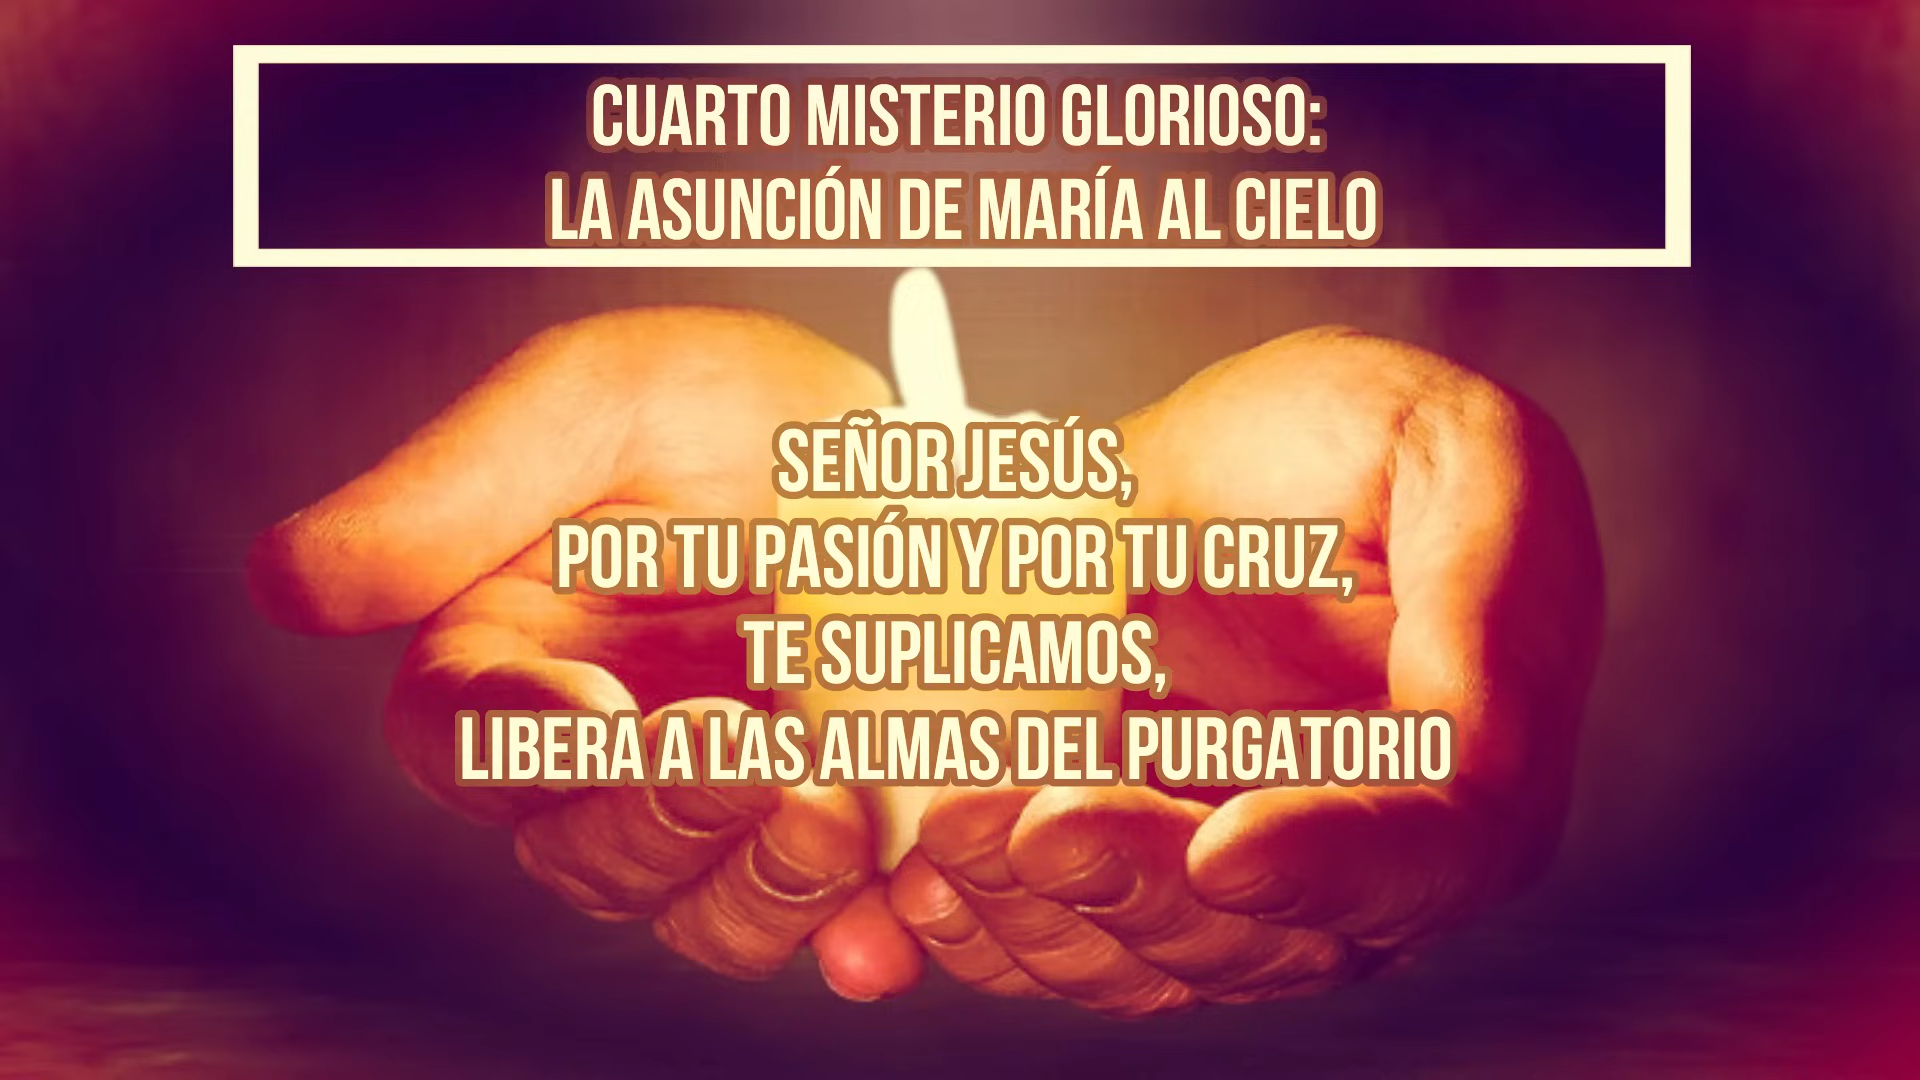 CUARTO MISTERIO GLORIOSO:
LA ASUNCIÓN DE MARÍA AL CIELO
SEÑOR JESÚS,
POR TU PASIÓN Y POR TU CRUZ,
TE SUPLICAMOS,
LIBERA A LAS ALMAS DEL PURGATORIO